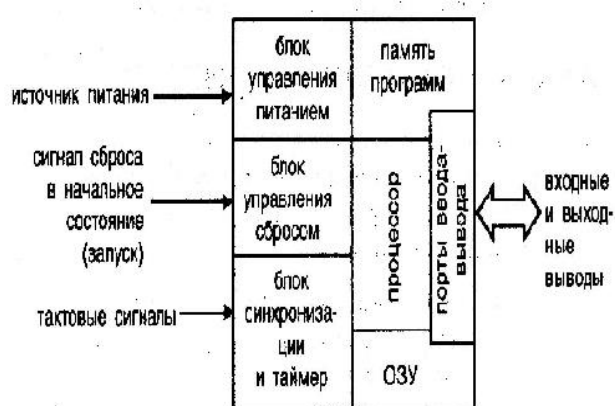 блок
управления
питанием
память
программ
источник питания
сигнал сброса
в начальное
состояние
(запуск)
блок
управления
сбросом
процессор
порты ввода-
вывода
входные
и выход-
ные
выводы
тактовые сигналы
блок
синхрониза-
ции
и таймер
ОЗУ